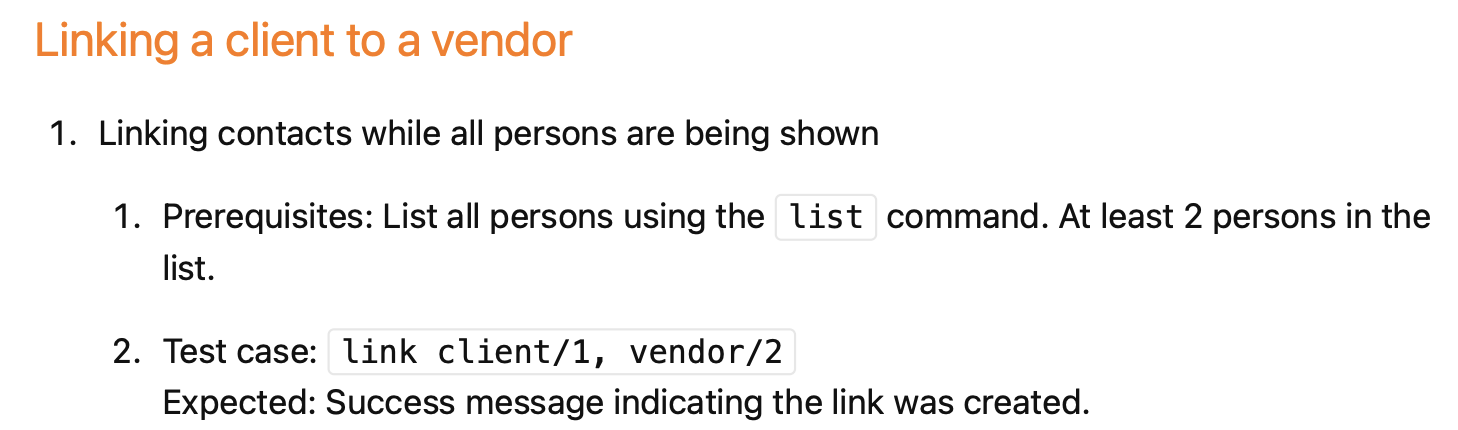 Linking a client to a vendor
1. Linking contacts while all persons are being shown
1. Prerequisites: List all persons using the list command. At least 2 persons in the
list.
2. Test case: link client/1, vendor/2
Expected: Success message indicating the link was created.